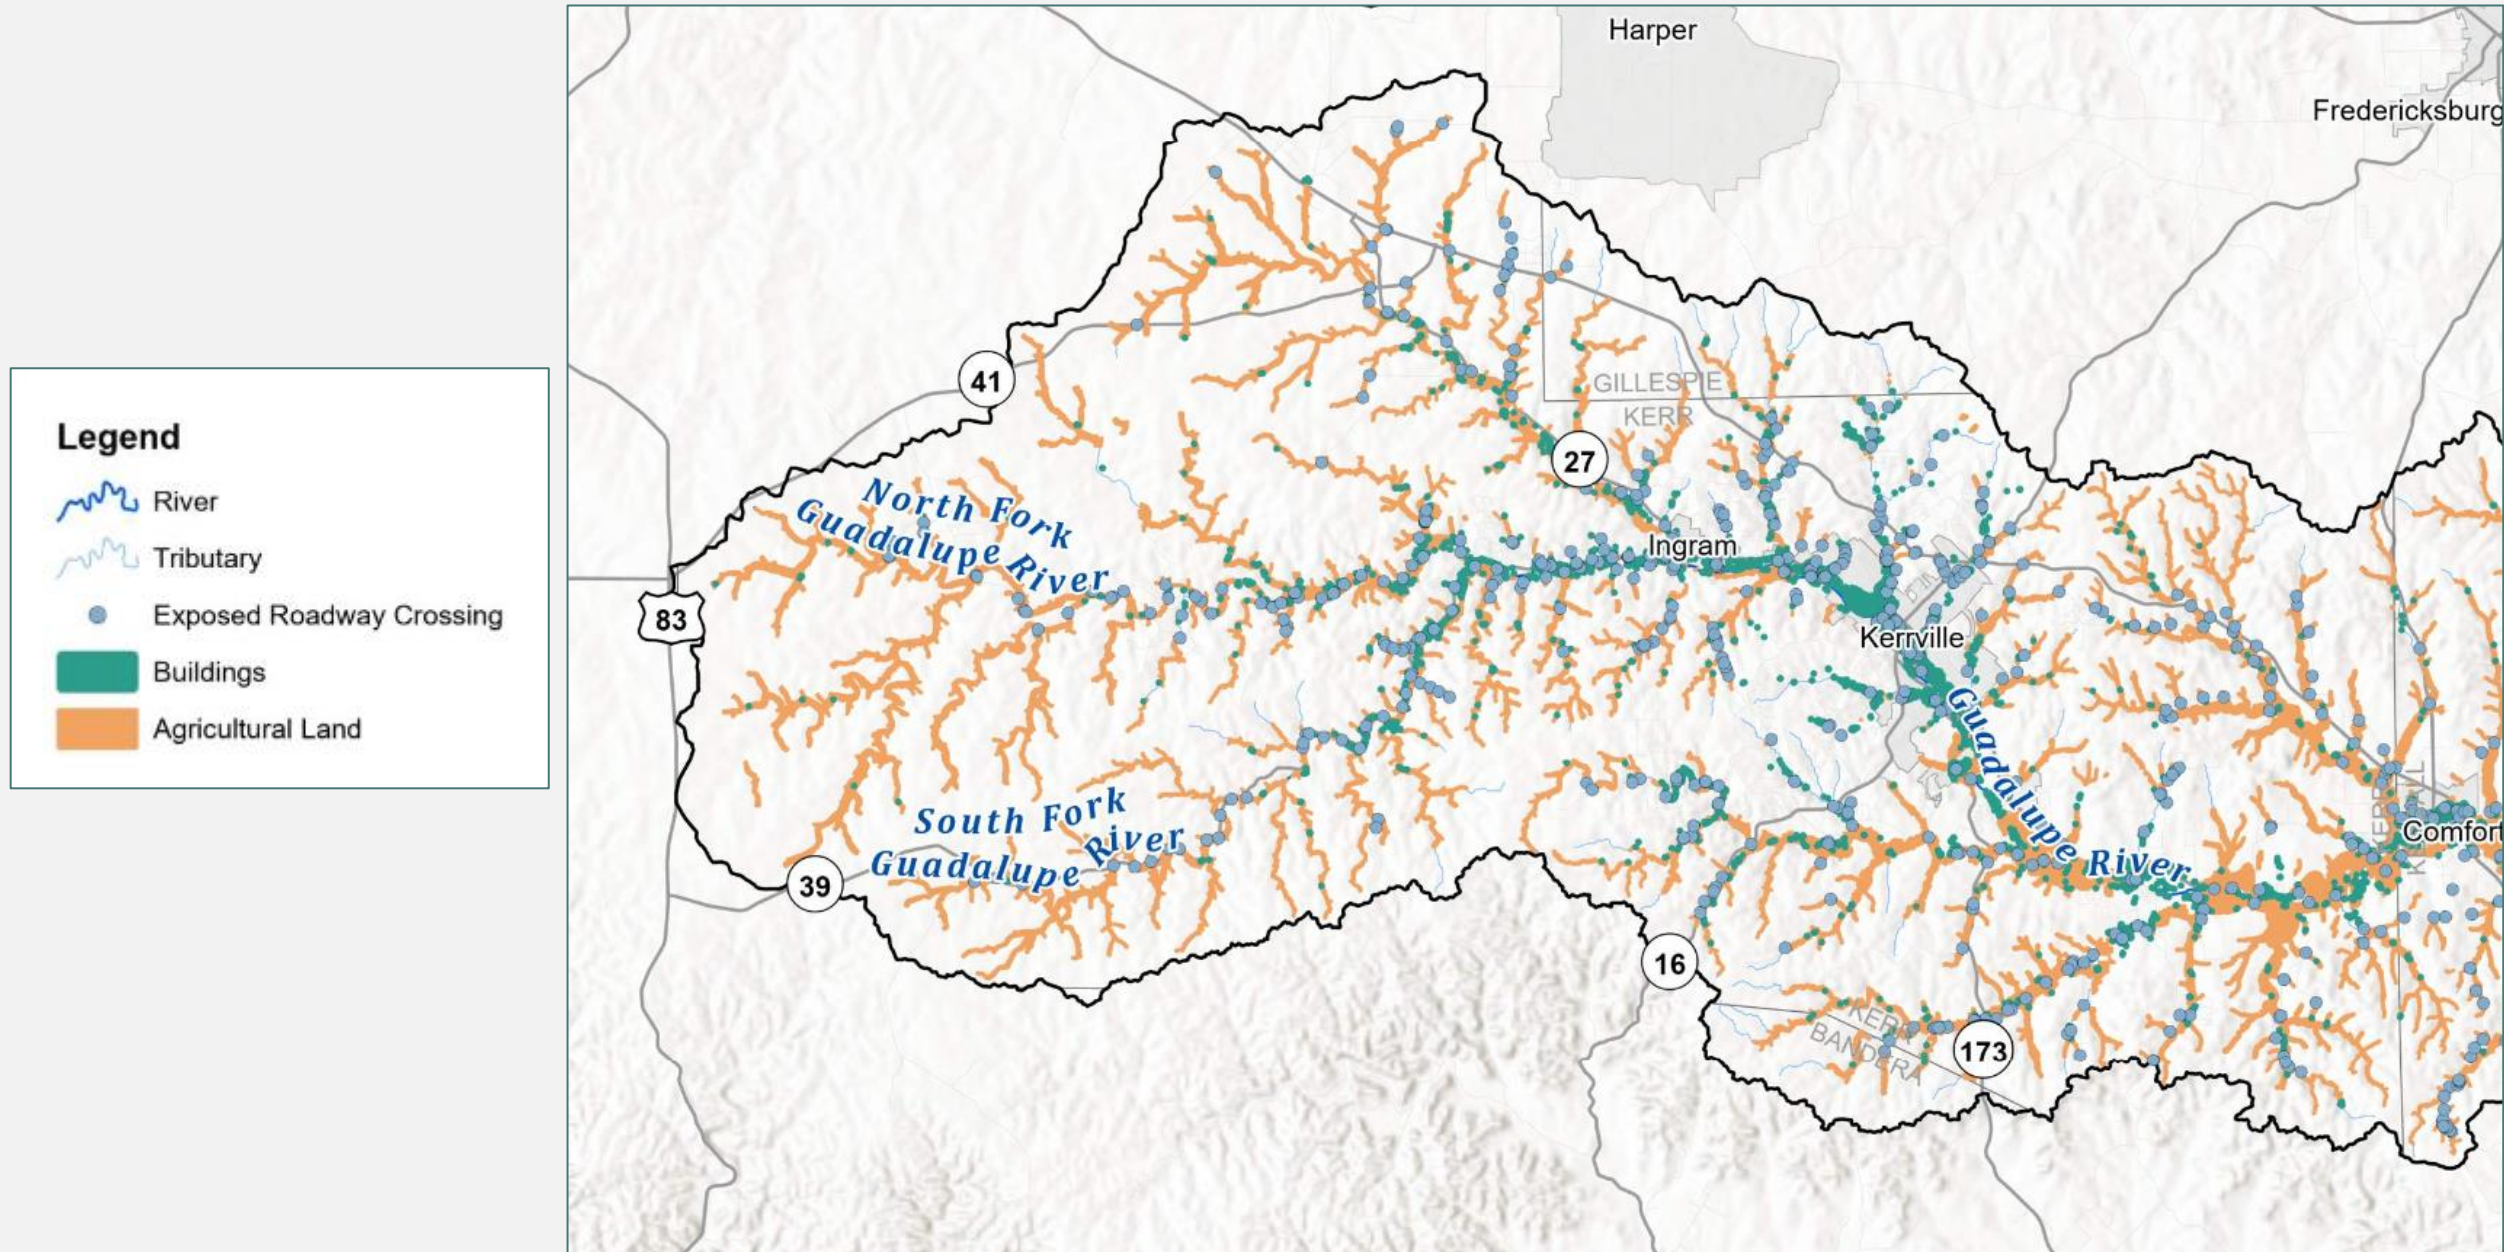 Legend
River
Tributary
Exposed Roadway Crossing
Buildings
Agricultural Land
Harper
Fredericksburg
41
GILLESPIE
KERR
27
North Fork
Guadalupe River
Ingram
83
Kerrville
Guadalupe River
South Fork
Guadalupe River
Comfort
39
16
KERR
BANDERA
173